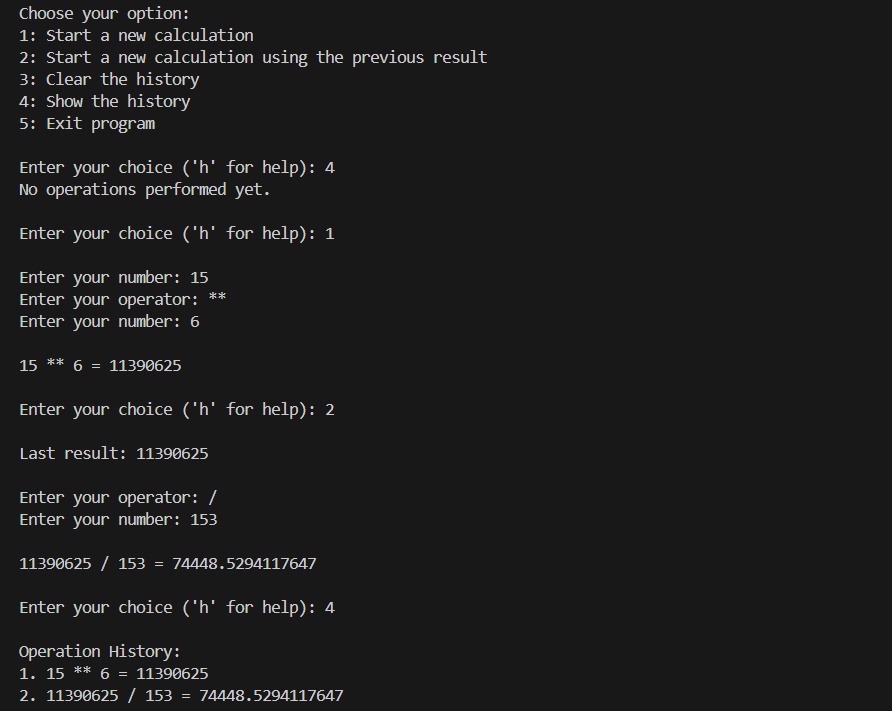 Choose your option:
1: Start a new calculation
2: Start a new calculation using the previous result
3: Clear the history
4: Show the history
5: Exit program
Enter your choice ('h' for help): 4
No operations performed yet.
Enter your choice ('h' for help): 1
Enter your number: 15
Enter your operator: **
Enter your number: 6
15 ** 6 = 11390625
Enter your choice ('h' for help): 2
Last result: 11390625
Enter your operator: /
Enter your number: 153
11390625 / 153 = 74448.5294117647
Enter your choice ('h' for help): 4
Operation History:
1. 15 ** 6 = 11390625
2. 11390625 / 153 = 74448.5294117647